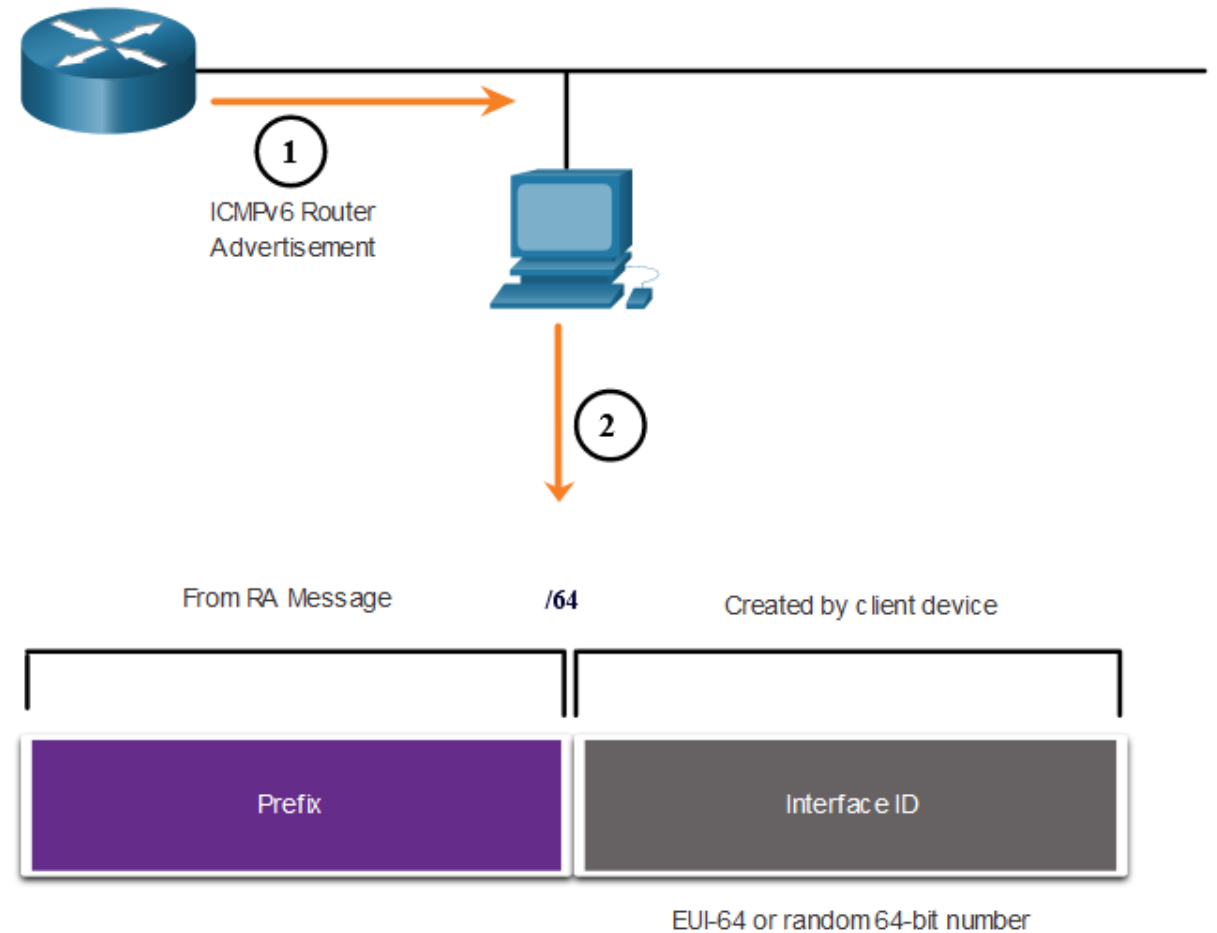 1
ICMPv6 Router
Advertisement
2
From RA Message
/64
Created by client device
Prefix
Interface ID
EUI-64 or random 64-bit number